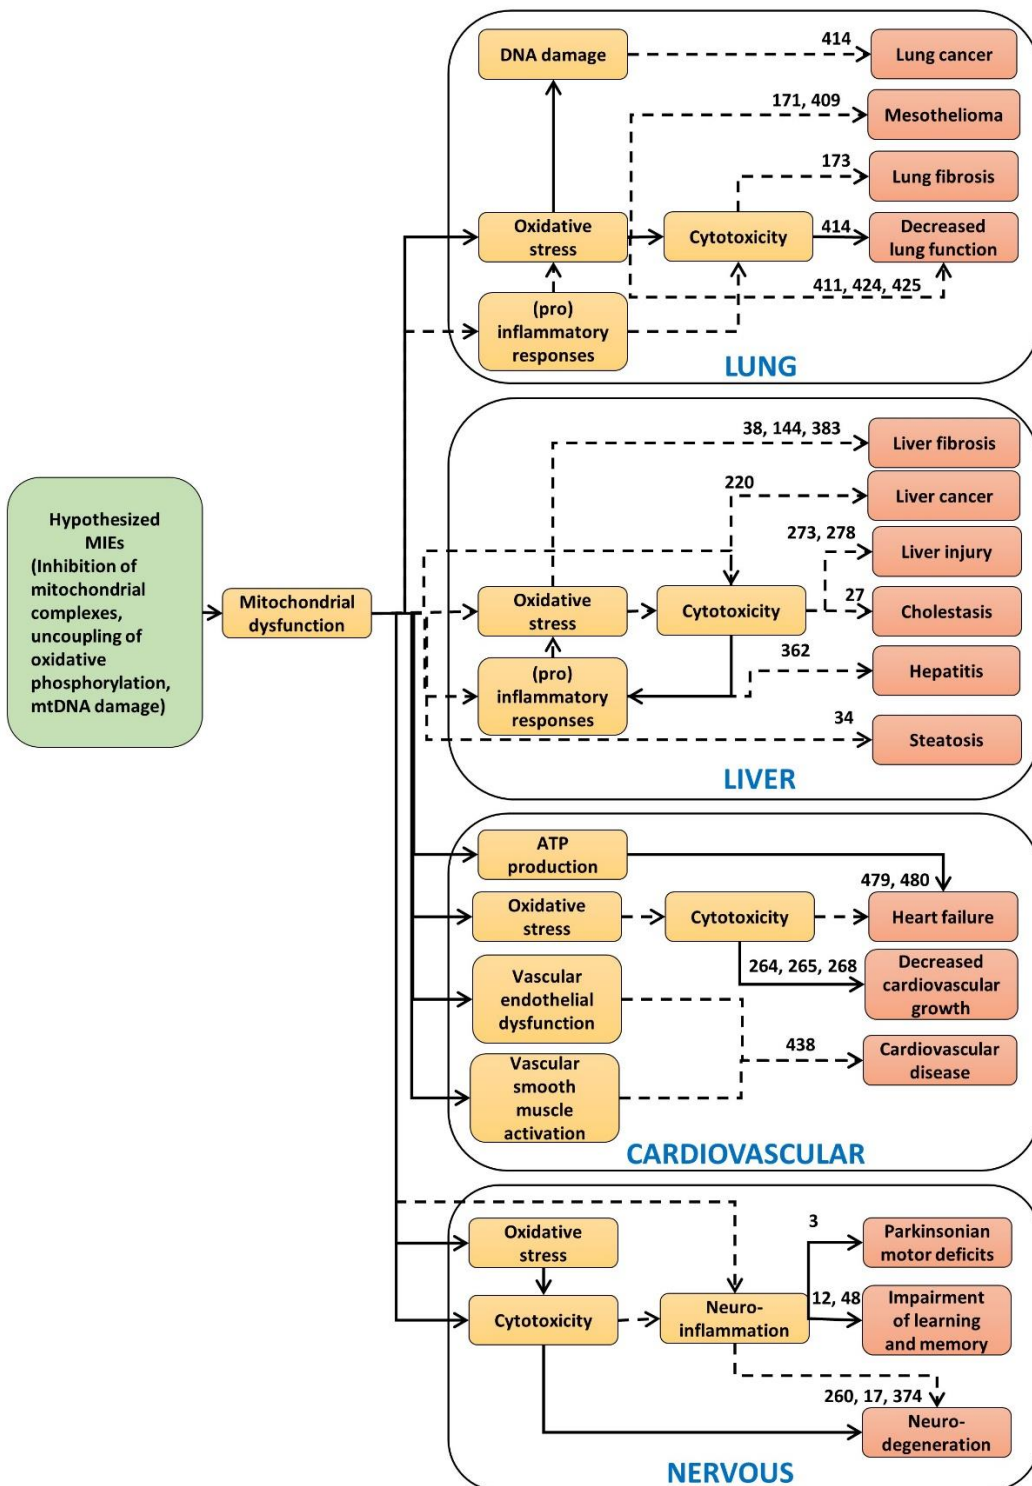 Hypothesized
MIEs
(Inhibition of
mitochondrial
complexes,
uncoupling of
oxidative
phosphorylation,
mtDNA damage)
Mitochondrial
dysfunction
DNA damage
414
Lung cancer
171, 409
Mesothelioma
173
Lung fibrosis
Oxidative
stress
Cytotoxicity
414
Decreased
lung function
411, 424, 425
(pro)
inflammatory
responses
LUNG
38, 144, 383
Liver fibrosis
220
Liver cancer
273, 278
Liver injury
Oxidative
stress
Cytotoxicity
27
Cholestasis
(pro)
inflammatory
responses
362
Hepatitis
34
Steatosis
LIVER
ATP
production
479, 480
Oxidative
stress
Cytotoxicity
Heart failure
264, 265, 268
Decreased
cardiovascular
growth
Vascular
endothelial
dysfunction
438
Cardiovascular
disease
Vascular
smooth
muscle
activation
CARDIOVASCULAR
Oxidative
stress
3
Parkinsonian
motor deficits
Cytotoxicity
Neuro-
inflammation
12, 48
Impairment
of learning
and memory
260, 17, 374
Neuro-
degeneration
NERVOUS